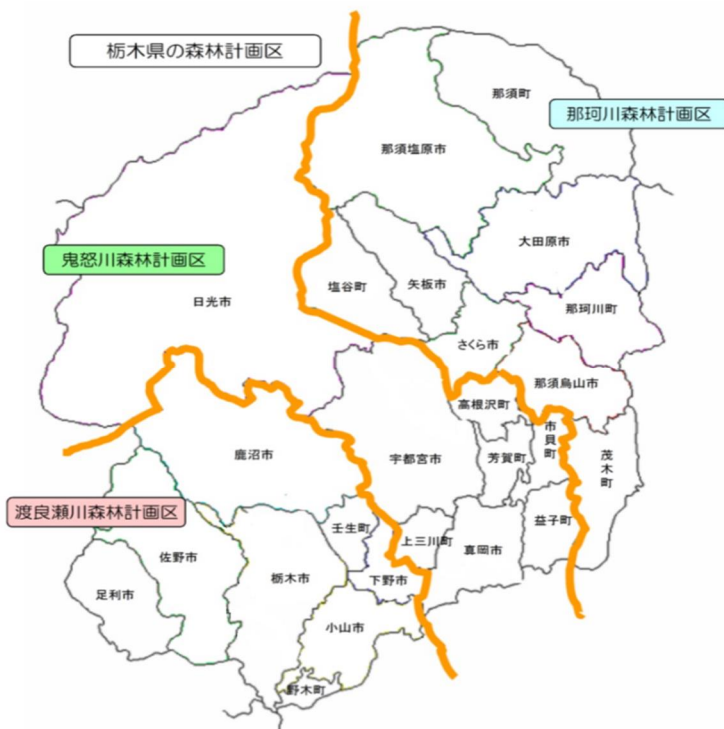 栃木県の森林計画区
那須町
那珂川森林計画区
那須塩原市
大田原市
鬼怒川森林計画区
塩谷町
矢板市
日光市
那珂川町
さくら市
那須烏山市
高根沢町
市貝町
鹿沼市
宇都宮市
芳賀町
茂木町
渡良瀬川森林計画区
壬生町
上三川町
益子町
佐野市
真岡市
栃木市
下野市
足利市
小山市
野木町